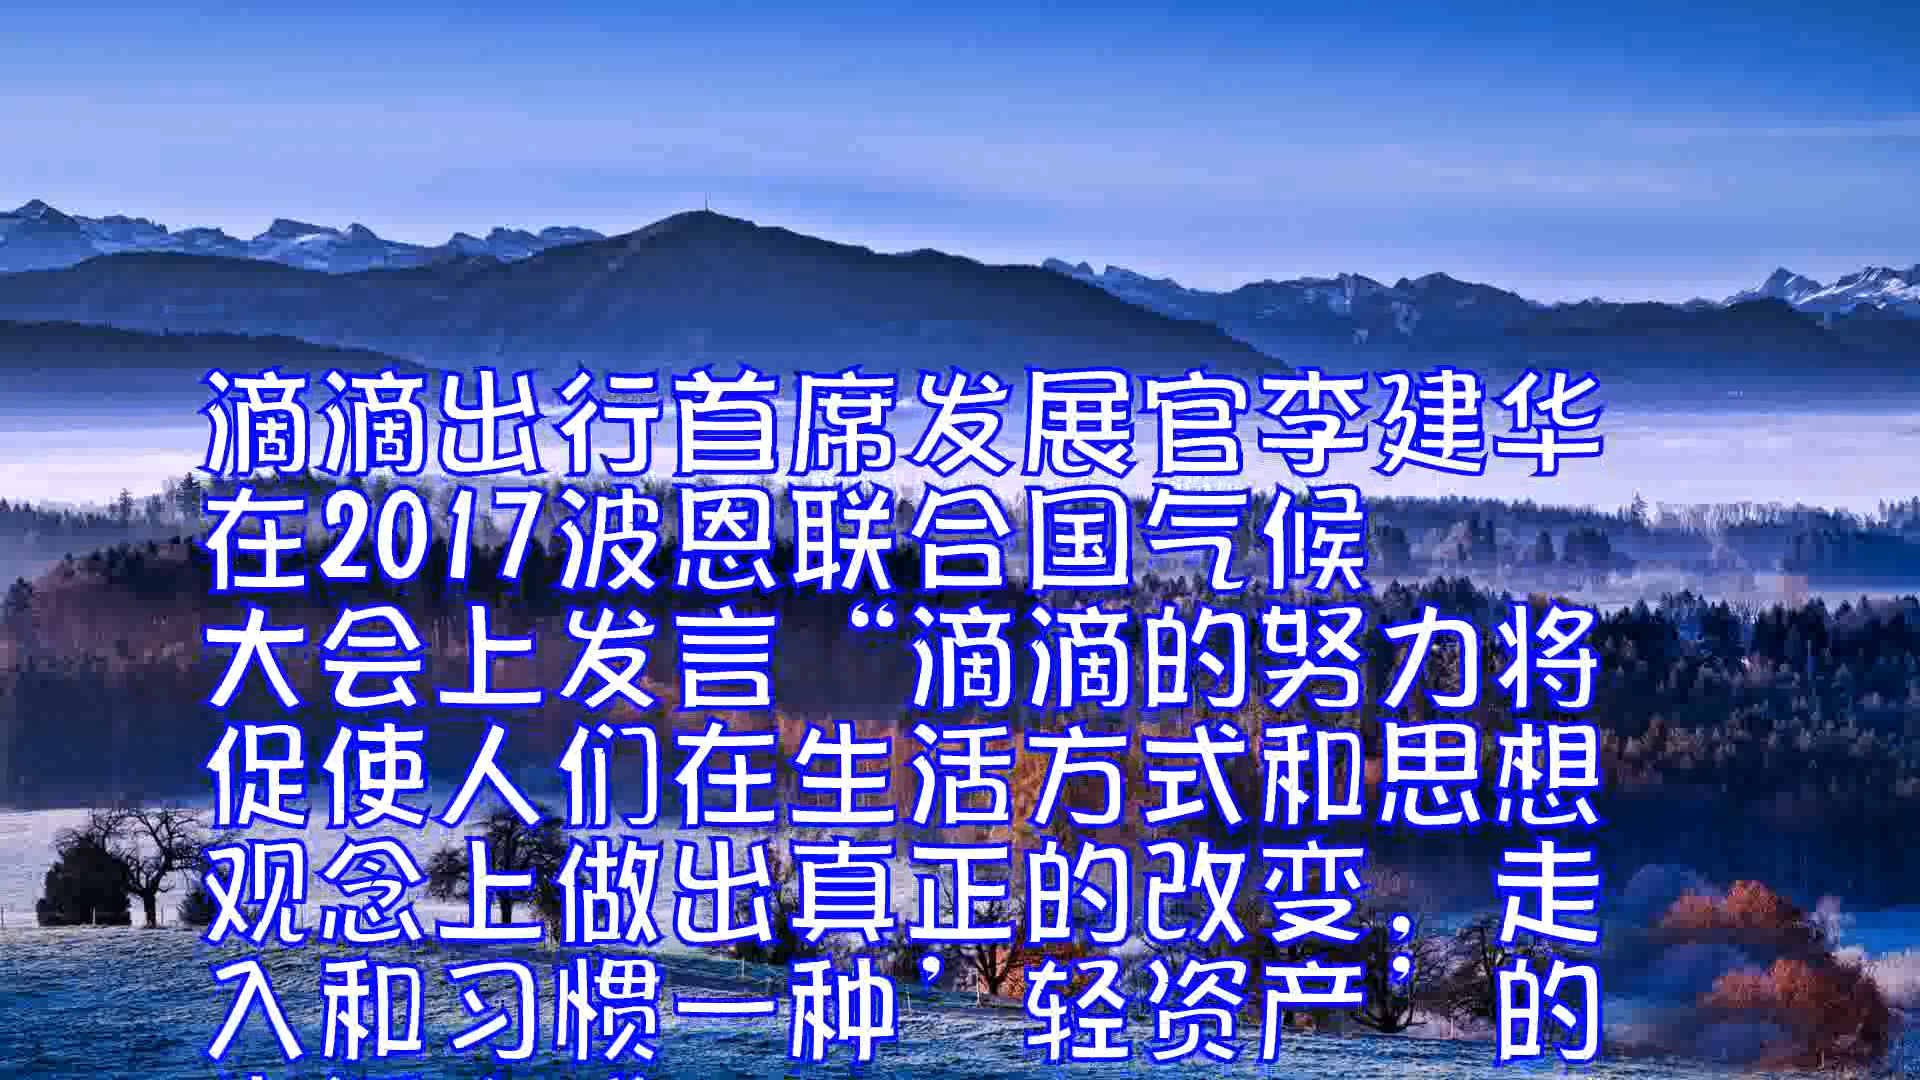 滴滴出行首席发展官李建华
在2017波恩联合国气候
大会上发言“滴滴的努力将
促使人们在生活方式和思想
观念上做出真正的改变，走
入和习惯一种’轻资产’的